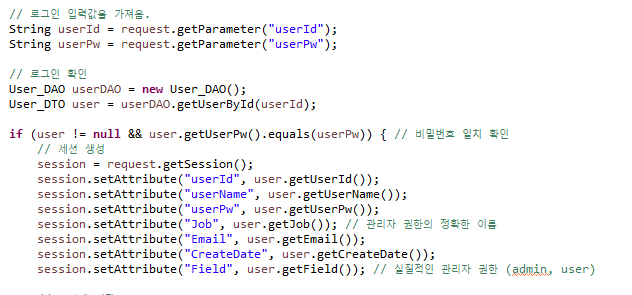 // 로그인 입력값을 가져옴.
String userId = request.getParameter("userId");
String userPw = request.getParameter("userPw");
// 로그인 확인
User_DAO userDAO = new User_DAO();
User_DTO user = userDAO.getUserById(userId);
if (user != null && user.getUserPw().equals(userPw)) { // 비밀번호 일치 확인
// 세션 생성
session = request.getSession();
session.setAttribute("userId", user.getUserId());
session.setAttribute("userName", user.getUserName());
session.setAttribute("userPw", user.getUserPw());
session.setAttribute("Job", user.getJob()); // 관리자 권한의 정확한 이름
session.setAttribute("Email", user.getEmail());
session.setAttribute("CreateDate", user.getCreateDate());
session.setAttribute("Field", user.getField()); // 실질적인 관리자 권한 (admin, user)